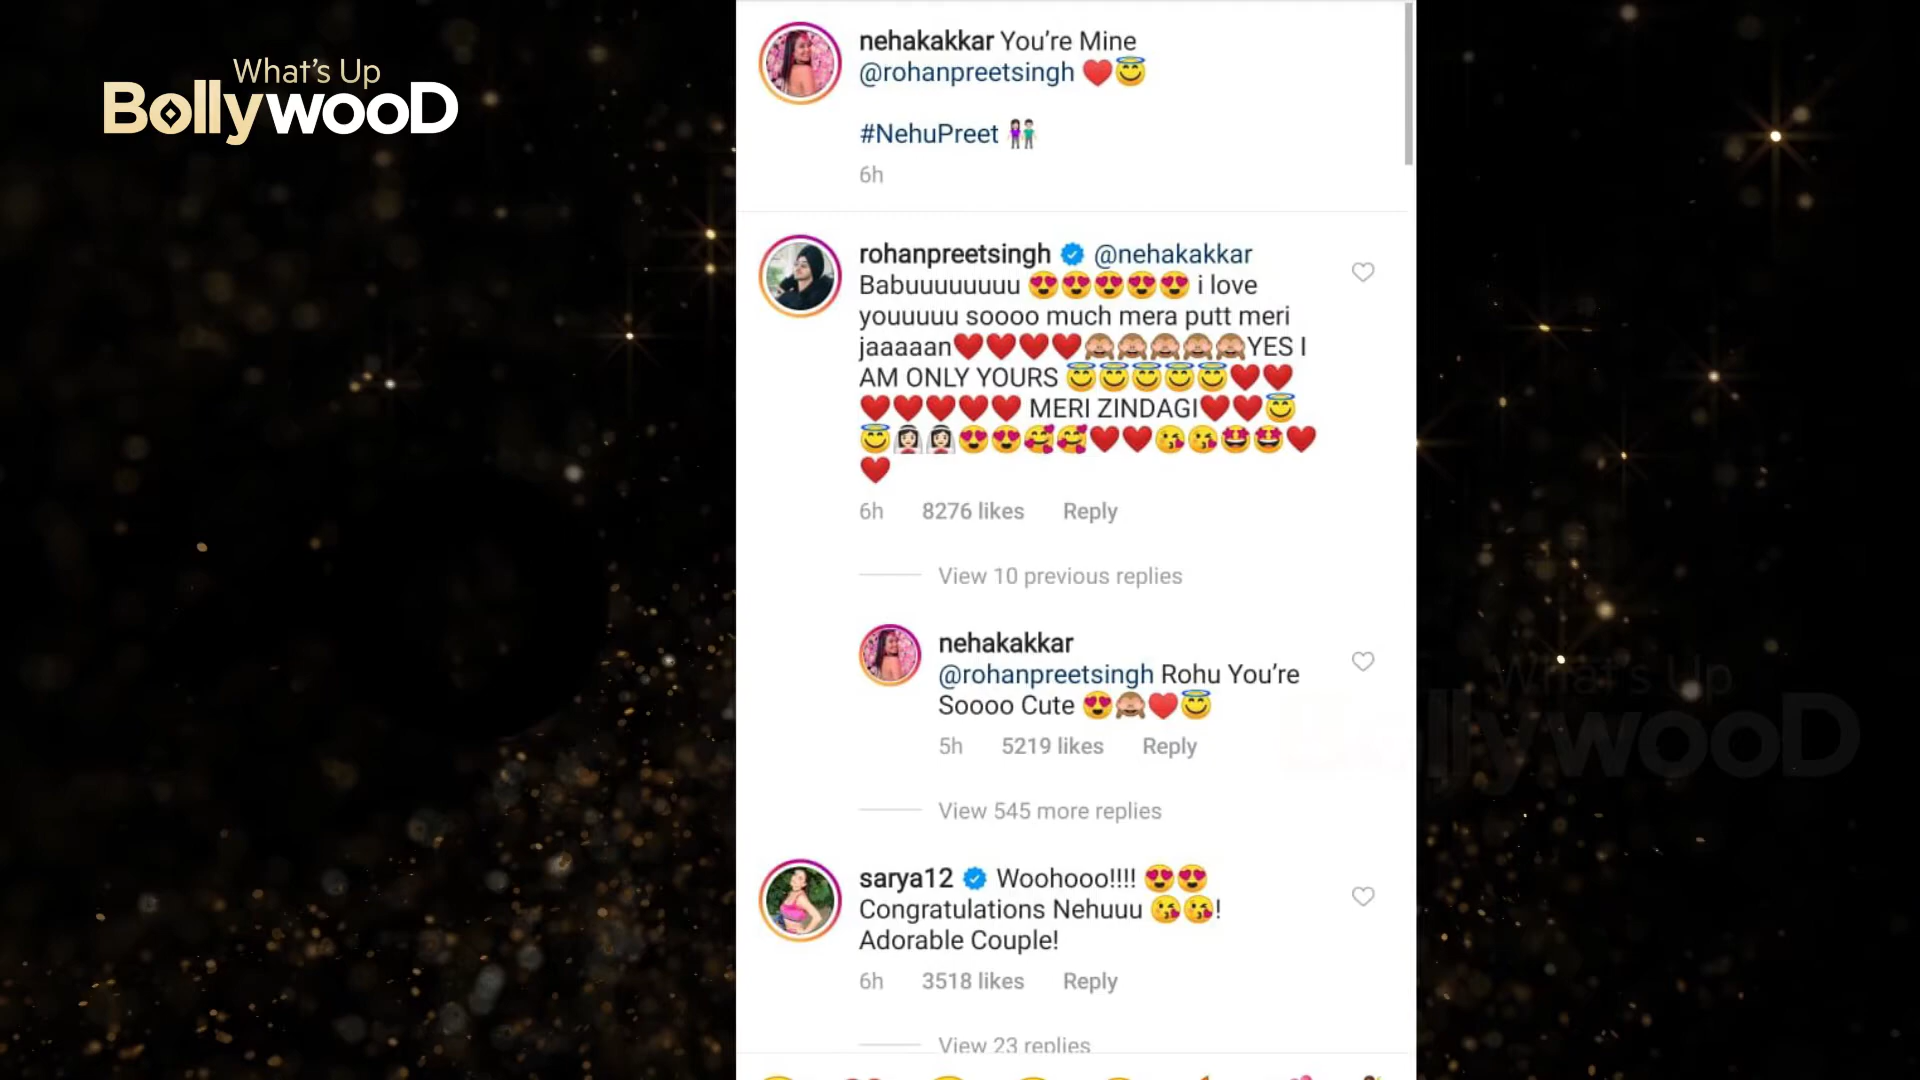 What's Up
BollywooD
nehakakkar You're Mine
@rohanpreetsingh ❤️😇
#NehuPreet 👫
6h
rohanpreetsingh @nehakakkar
Babuuuuuuuu 😍😍😍😍😍 i love
youuuuu soooo much mera putt meri
jaaaaan❤️❤️❤️❤️🙈🙈🙈🙈🙈YES I
AM ONLY YOURS 😇😇😇😇😇❤️❤️
❤️❤️❤️❤️❤️ MERI ZINDAGI❤️❤️😇
😇👰🏻👰🏻😍😍🥰🥰❤️❤️😘😘🤩🤩❤️
❤️
6h 8276 likes Reply
View 10 previous replies
nehakakkar
@rohanpreetsingh Rohu You're
Soooo Cute 😍🙈❤️😇
5h 5219 likes Reply
View 545 more replies
What's Up
BollywooD
sarya12 Woohooo!!!! 😍😍
Congratulations Nehuuu 😘😘!
Adorable Couple!
6h 3518 likes Reply
View 23 replies